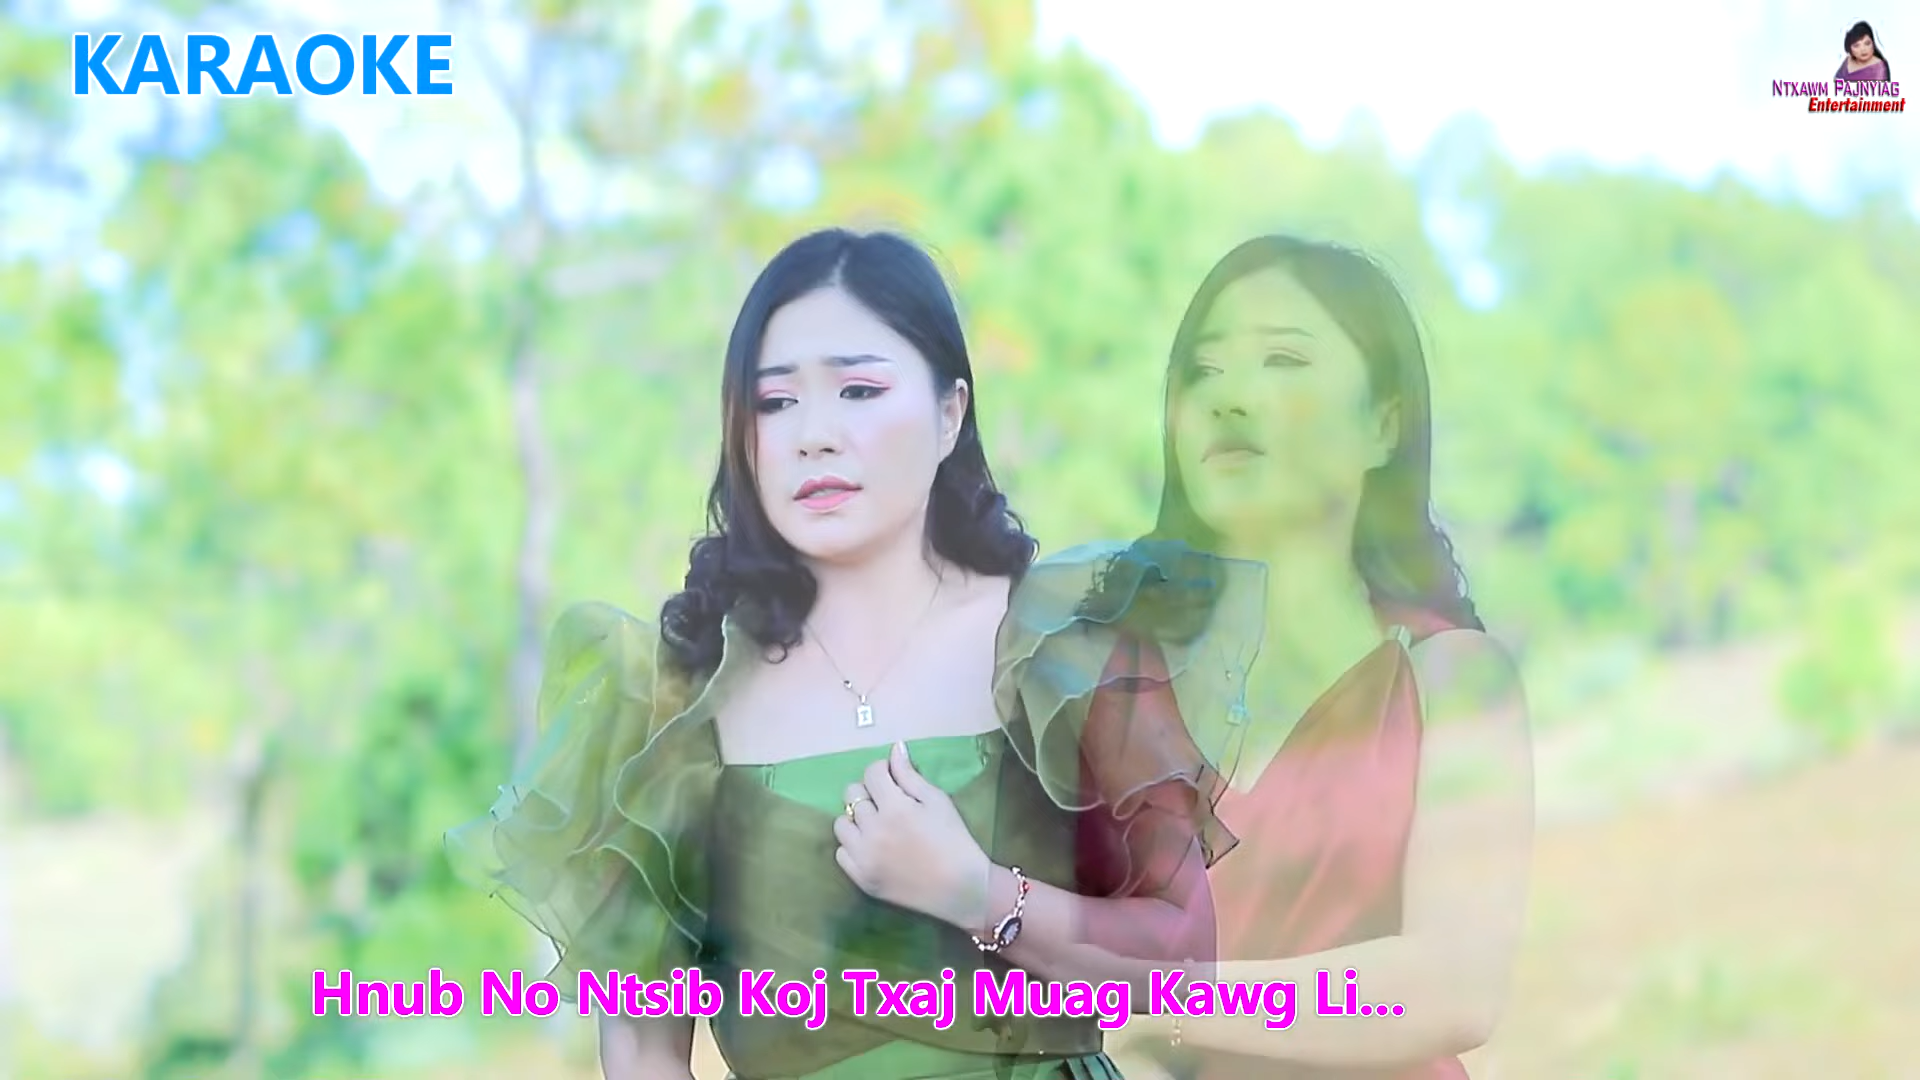 KARAOKE
NTXAWM PAJNYIAG
Entertainment
Hnub No Ntsib Koj Txaj Muag Kawg Li...